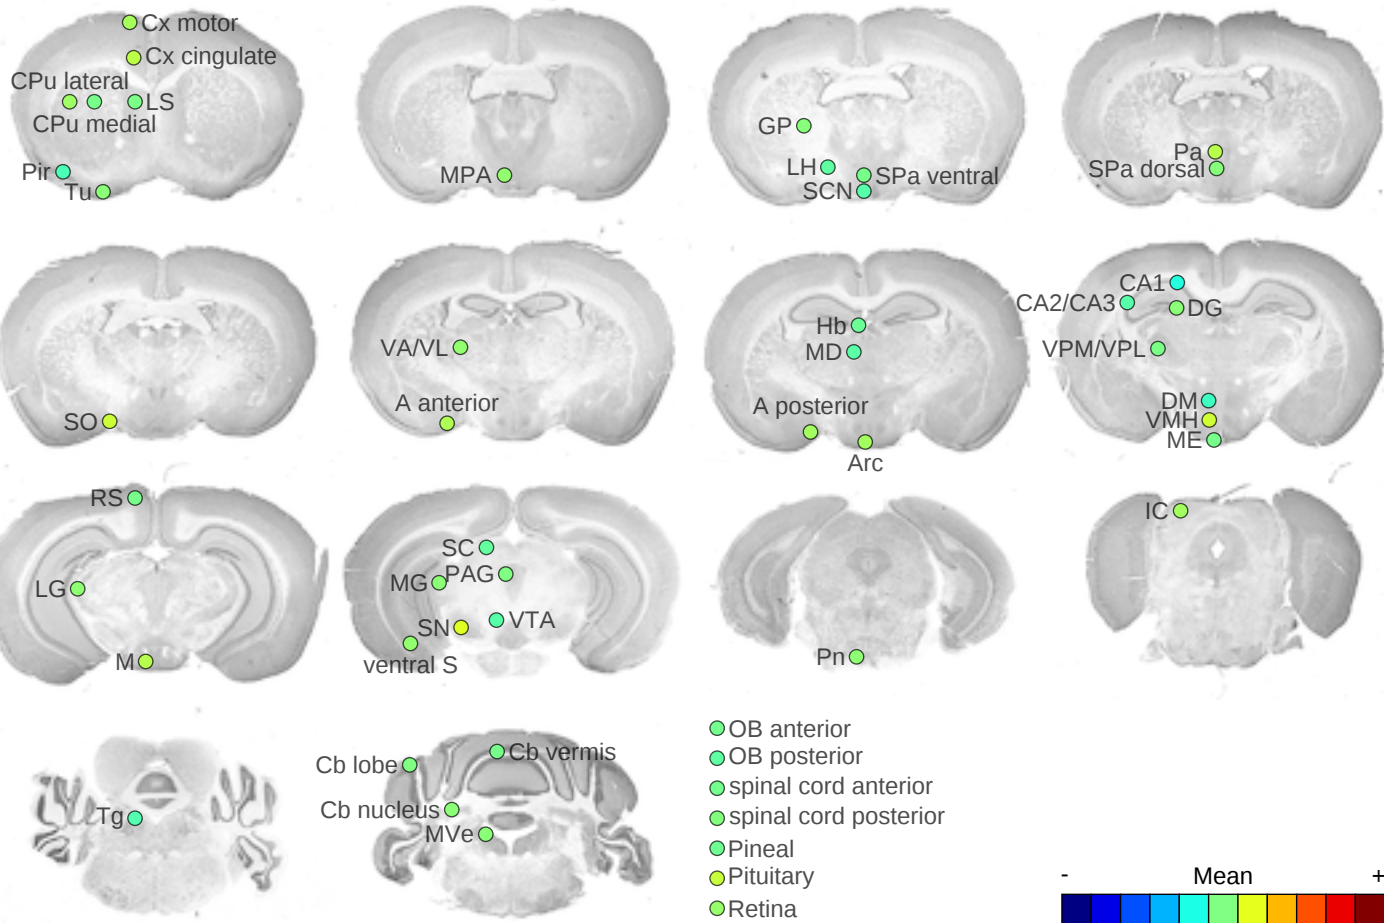 Cx motor
Cx cingulate
CPu lateral
LS
CPu medial
Pir
Tu
MPA
GP
LH
SPa ventral
SCN
Pa
SPa dorsal
SO
VA/VL
A anterior
Hb
MD
A posterior
Arc
CA1
CA2/CA3
DG
VPM/VPL
DM
VMH
ME
RS
LG
M
SC
MG
PAG
SN
VTA
ventral S
Pn
IC
Tg
Cb lobe
Cb vermis
Cb nucleus
MVe
OB anterior
OB posterior
spinal cord anterior
spinal cord posterior
Pineal
Pituitary
Retina
- Mean +